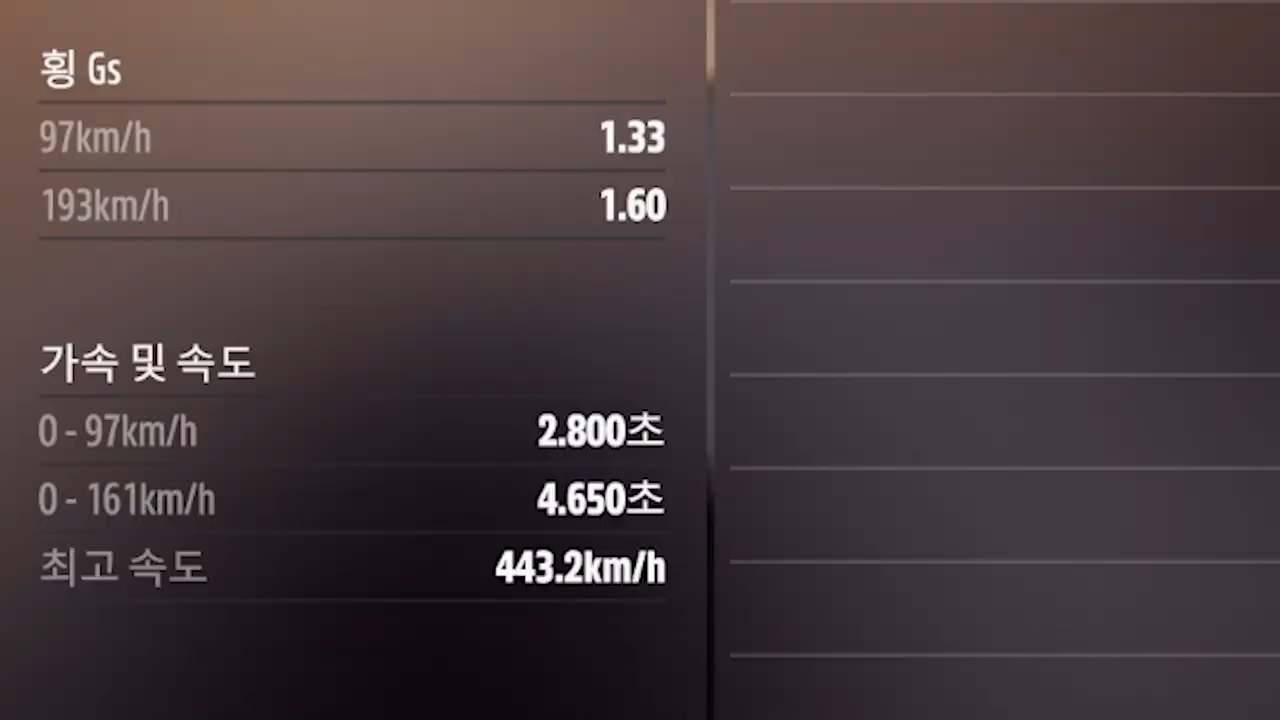 횡 Gs
97km/h 1.33
193km/h 1.60
가속 및 속도
0 - 97km/h 2.800초
0 - 161km/h 4.650초
최고 속도 443.2km/h